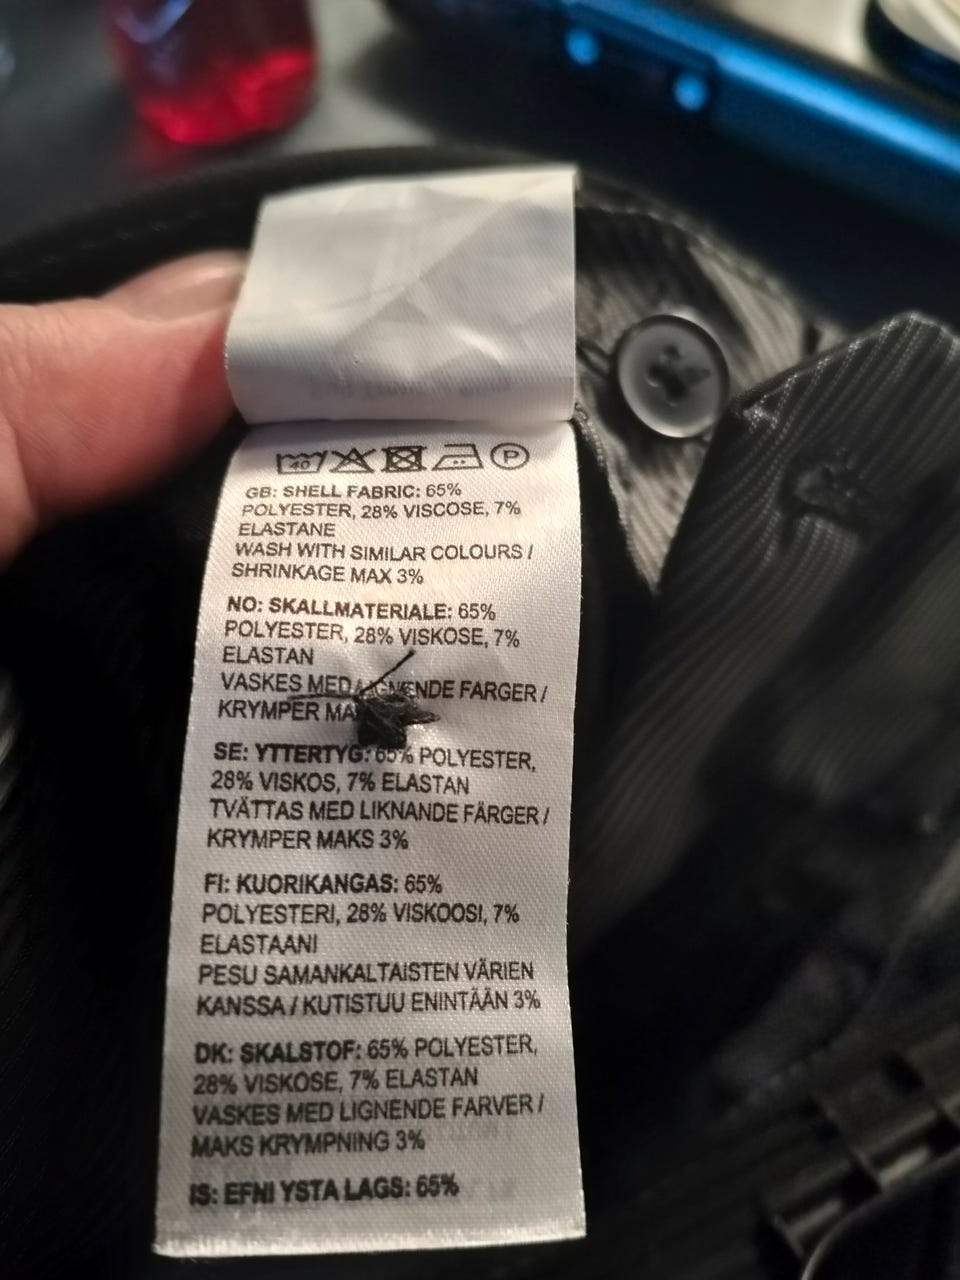 40 P
GB: SHELL FABRIC: 65%
POLYESTER, 28% VISCOSE, 7%
ELASTANE
WASH WITH SIMILAR COLOURS /
SHRINKAGE MAX 3%
NO: SKALLMATERIALE: 65%
POLYESTER, 28% VISKOSE, 7%
ELASTAN
VASKES MED LIGNENDE FARGER /
KRYMPER
SE: YTTERTYG: 65% POLYESTER,
28% VISKOS, 7% ELASTAN
TVÄTTAS MED LIKNANDE FÄRGER /
KRYMPER MAKS 3%
FI: KUORIKANGAS: 65%
POLYESTERI, 28% VISKOOSI, 7%
ELASTAANI
PESU SAMANKALTAISTEN VÄRIEN
KANSSA / KUTISTUU ENINTÄÄN 3%
DK: SKALSTOF: 65% POLYESTER,
28% VISKOSE, 7% ELASTAN
VASKES MED LIGNENDE FARVER /
MAKS KRYMPNING 3%
IS: EFNI YSTA LAGS: 65%